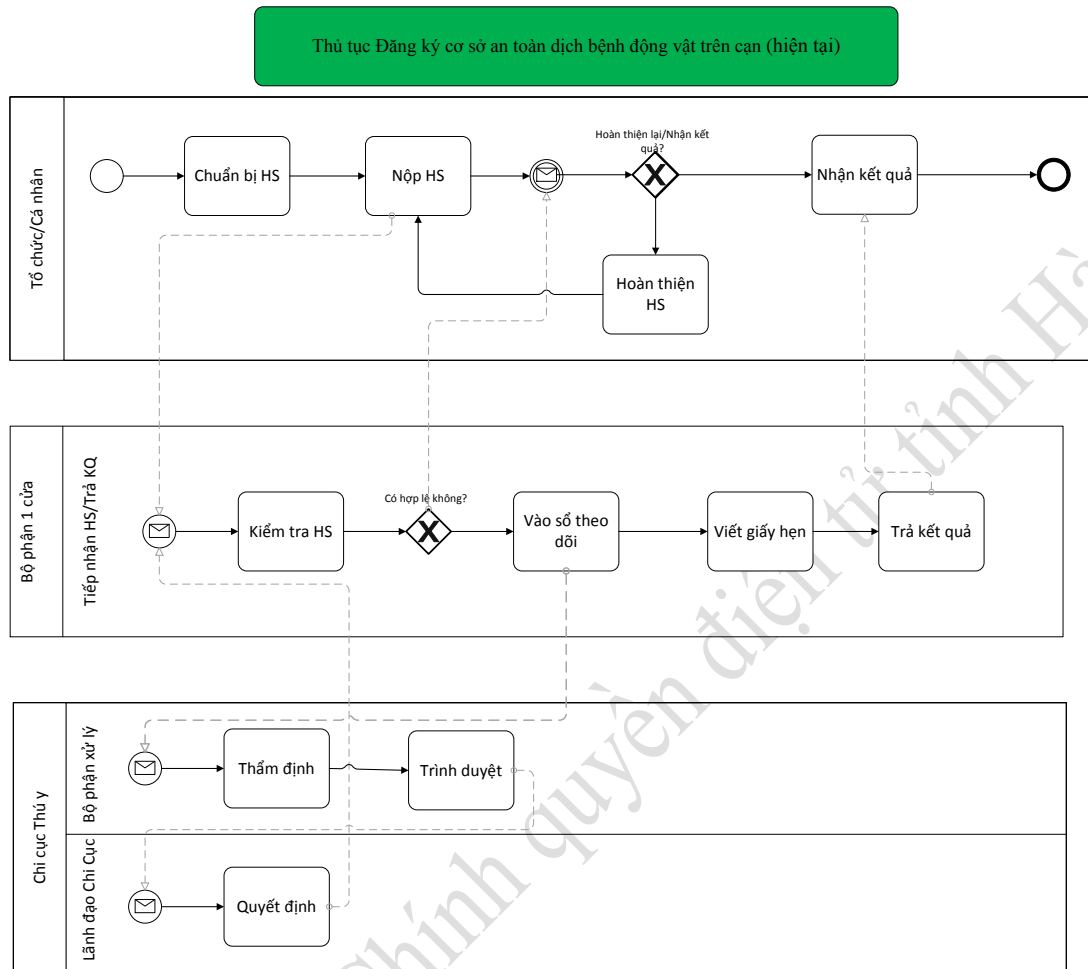 Thủ tục Đăng ký cơ sở an toàn dịch bệnh động vật trên cạn (hiện tại)
Tổ chức/Cá nhân
Chuẩn bị HS
Nộp HS
Hoàn thiện lại/Nhận kết
quả?
X
Nhận kết quả
Hoàn thiện
HS
Bộ phận 1 cửa
Tiếp nhận HS/Trả KQ
Kiểm tra HS
Có hợp lệ không?
X
Vào sổ theo
dõi
Viết giấy hẹn
Trả kết quả
Chi cục Thú y
Bộ phận xử lý
Thẩm định
Trình duyệt
Lãnh đạo Chi Cục
Quyết định
Chính quyền điện tử tỉnh Hà